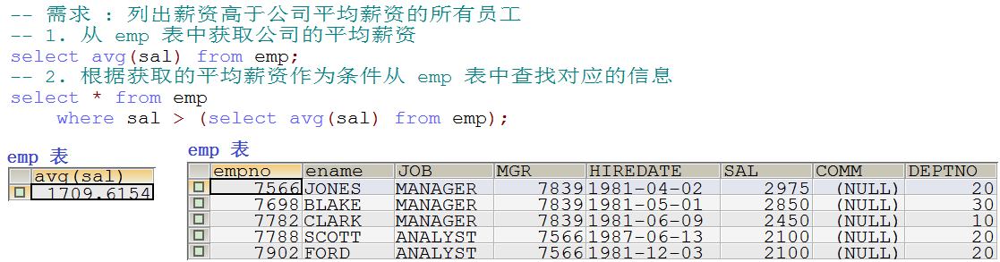 -- 需求 : 列出薪资高于公司平均薪资的所有员工
-- 1. 从 emp 表中获取公司的平均薪资
select avg(sal) from emp;
-- 2. 根据获取的平均薪资作为条件从 emp 表中查找对应的信息
select * from emp
where sal > (select avg(sal) from emp);
emp 表
avg(sal)
1709.6154
emp 表
empno ename JOB MGR HIREDATE SAL COMM DEPTNO
7566 JONES MANAGER 7839 1981-04-02 2975 (NULL) 20
7698 BLAKE MANAGER 7839 1981-05-01 2850 (NULL) 30
7782 CLARK MANAGER 7839 1981-06-09 2450 (NULL) 10
7788 SCOTT ANALYST 7566 1987-06-13 2100 (NULL) 20
7902 FORD ANALYST 7566 1981-12-03 2100 (NULL) 20